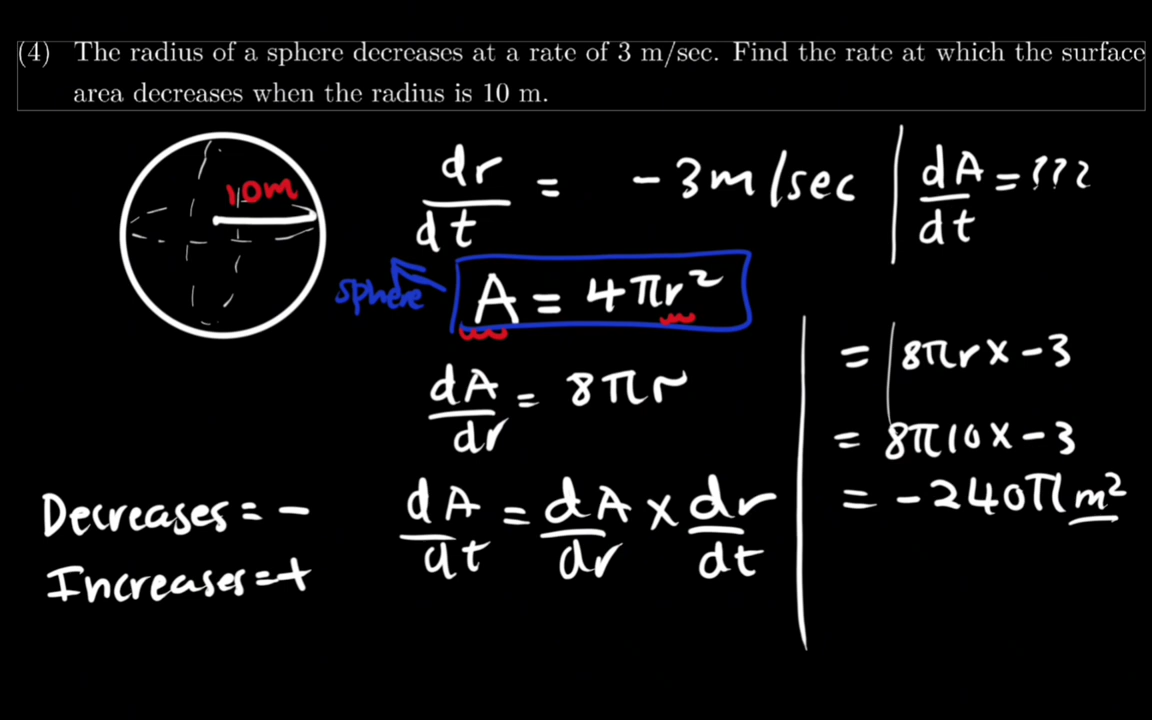 (4) The radius of a sphere decreases at a rate of 3 m/sec. Find the rate at which the surface
area decreases when the radius is 10 m.
10m
dr/dt = -3m/sec | dA/dt = ???
sphere
A = 4πr²
dA/dr = 8πr
dA/dt = dA/dr × dr/dt
= 8πr × -3
= 8π10 × -3
= -240π m²
Decreases = -
Increases = +